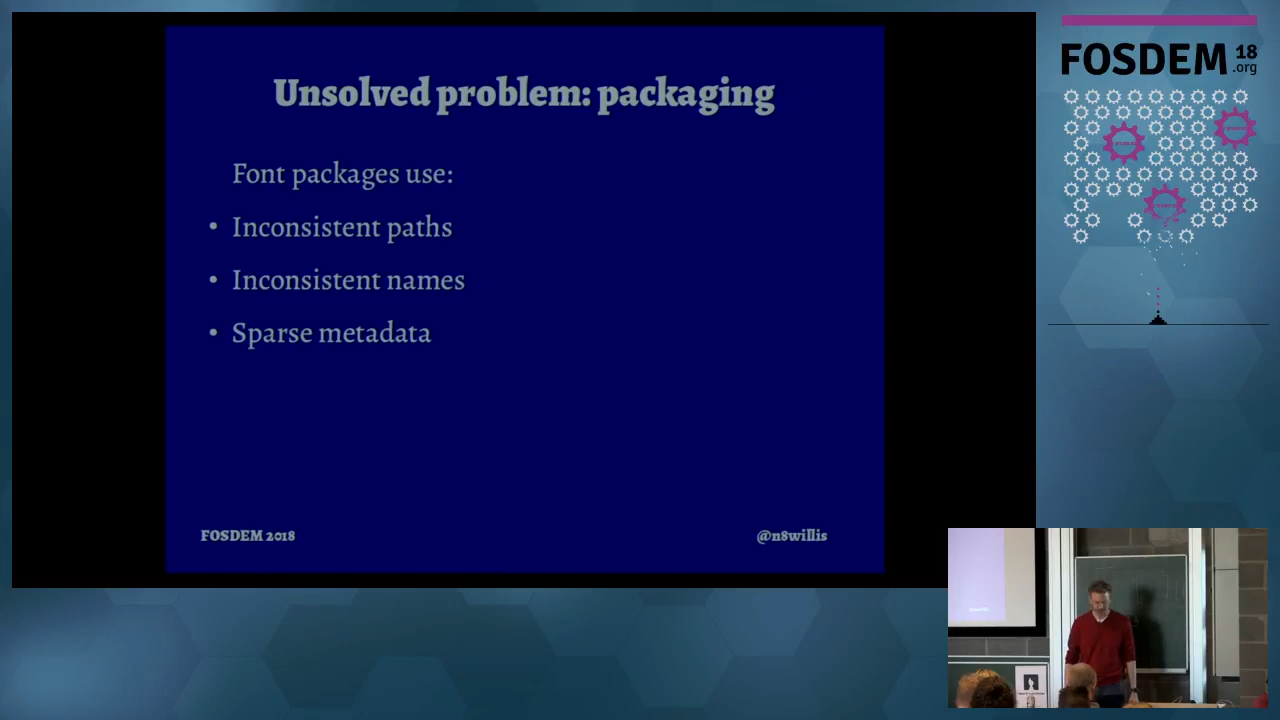 Unsolved problem: packaging
Font packages use:
• Inconsistent paths
• Inconsistent names
• Sparse metadata
FOSDEM 2018
@n8willis
FOSDEM 18
.org